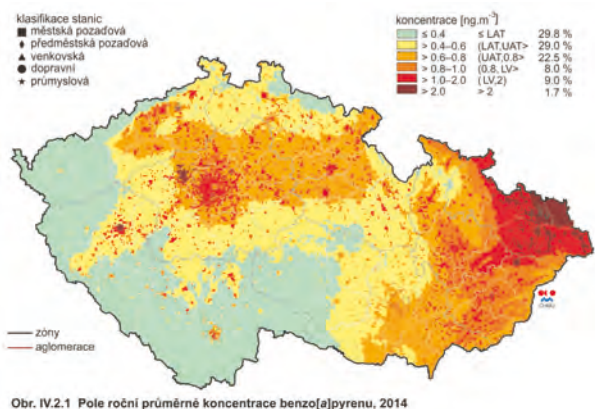 klasifikace stanic
městská pozaďová
předměstská pozaďová
venkovská
dopravní
průmyslová
koncentrace [ng.m⁻³]
≤ 0.4 ≤ LAT 29.8 %
> 0.4–0.6 (LAT,UAT> 29.0 %
> 0.6–0.8 (UAT,0.8> 22.5 %
> 0.8–1.0 (0.8, LV> 8.0 %
> 1.0–2.0 (LV,2) 9.0 %
> 2.0 > 2 1.7 %
zóny
aglomerace
Obr. IV.2.1 Pole roční průměrné koncentrace benzo[a]pyrenu, 2014